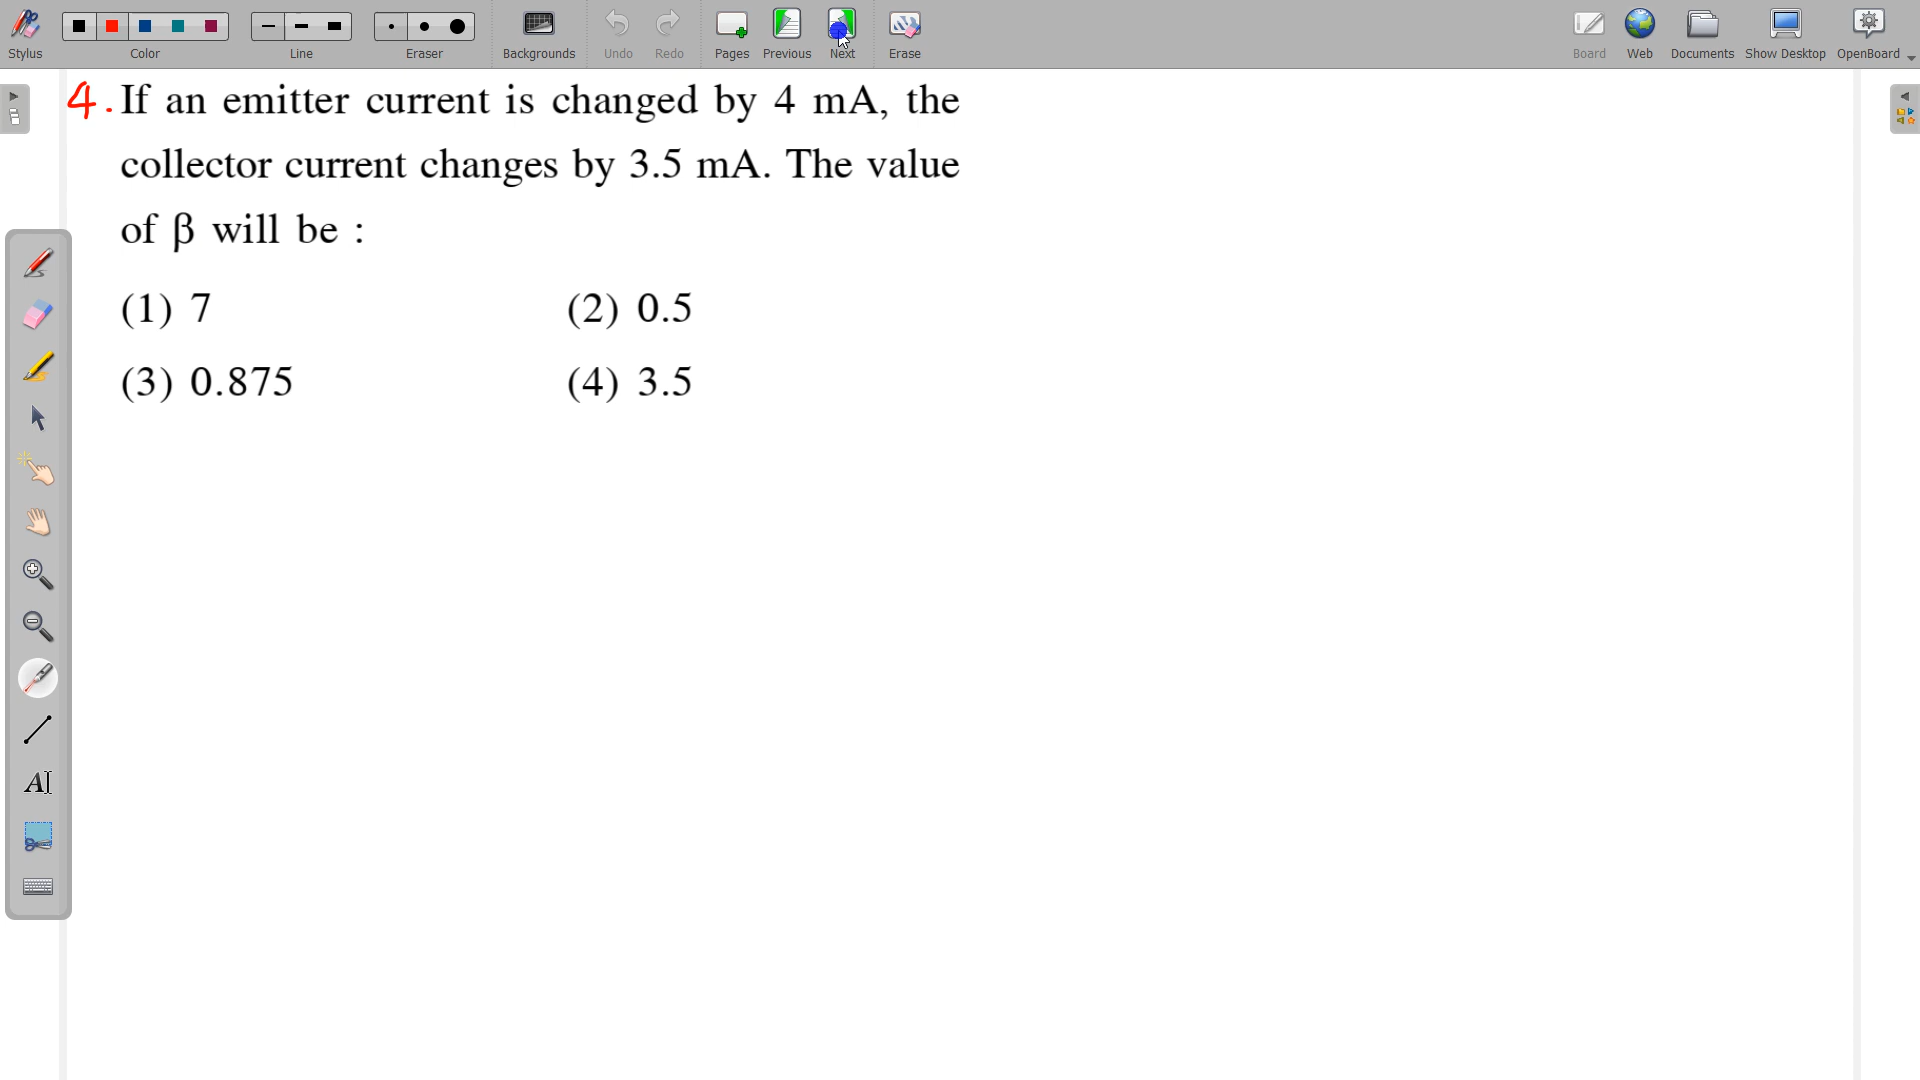 Stylus
Color
Line
Eraser
Backgrounds
Undo
Redo
Pages
Previous
Next
Erase
Board
Web
Documents
Show Desktop
OpenBoard
4. If an emitter current is changed by 4 mA, the
collector current changes by 3.5 mA. The value
of β will be :
(1) 7 (2) 0.5
(3) 0.875 (4) 3.5
AI